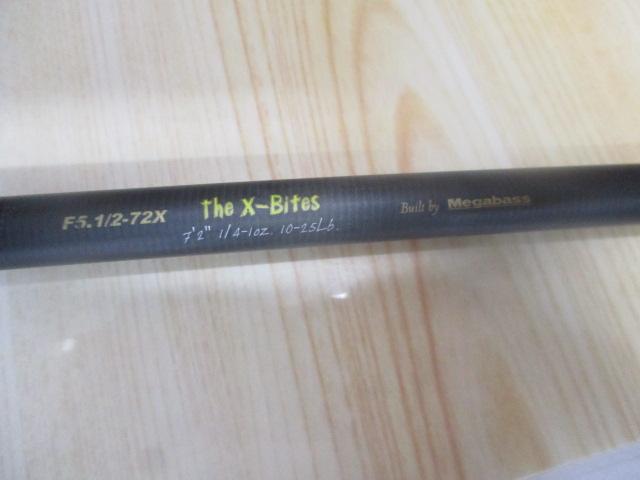 F5.1/2-72X The X-Bites Built by Megabass
7'2" 1/4-1oz. 10-25Lb.